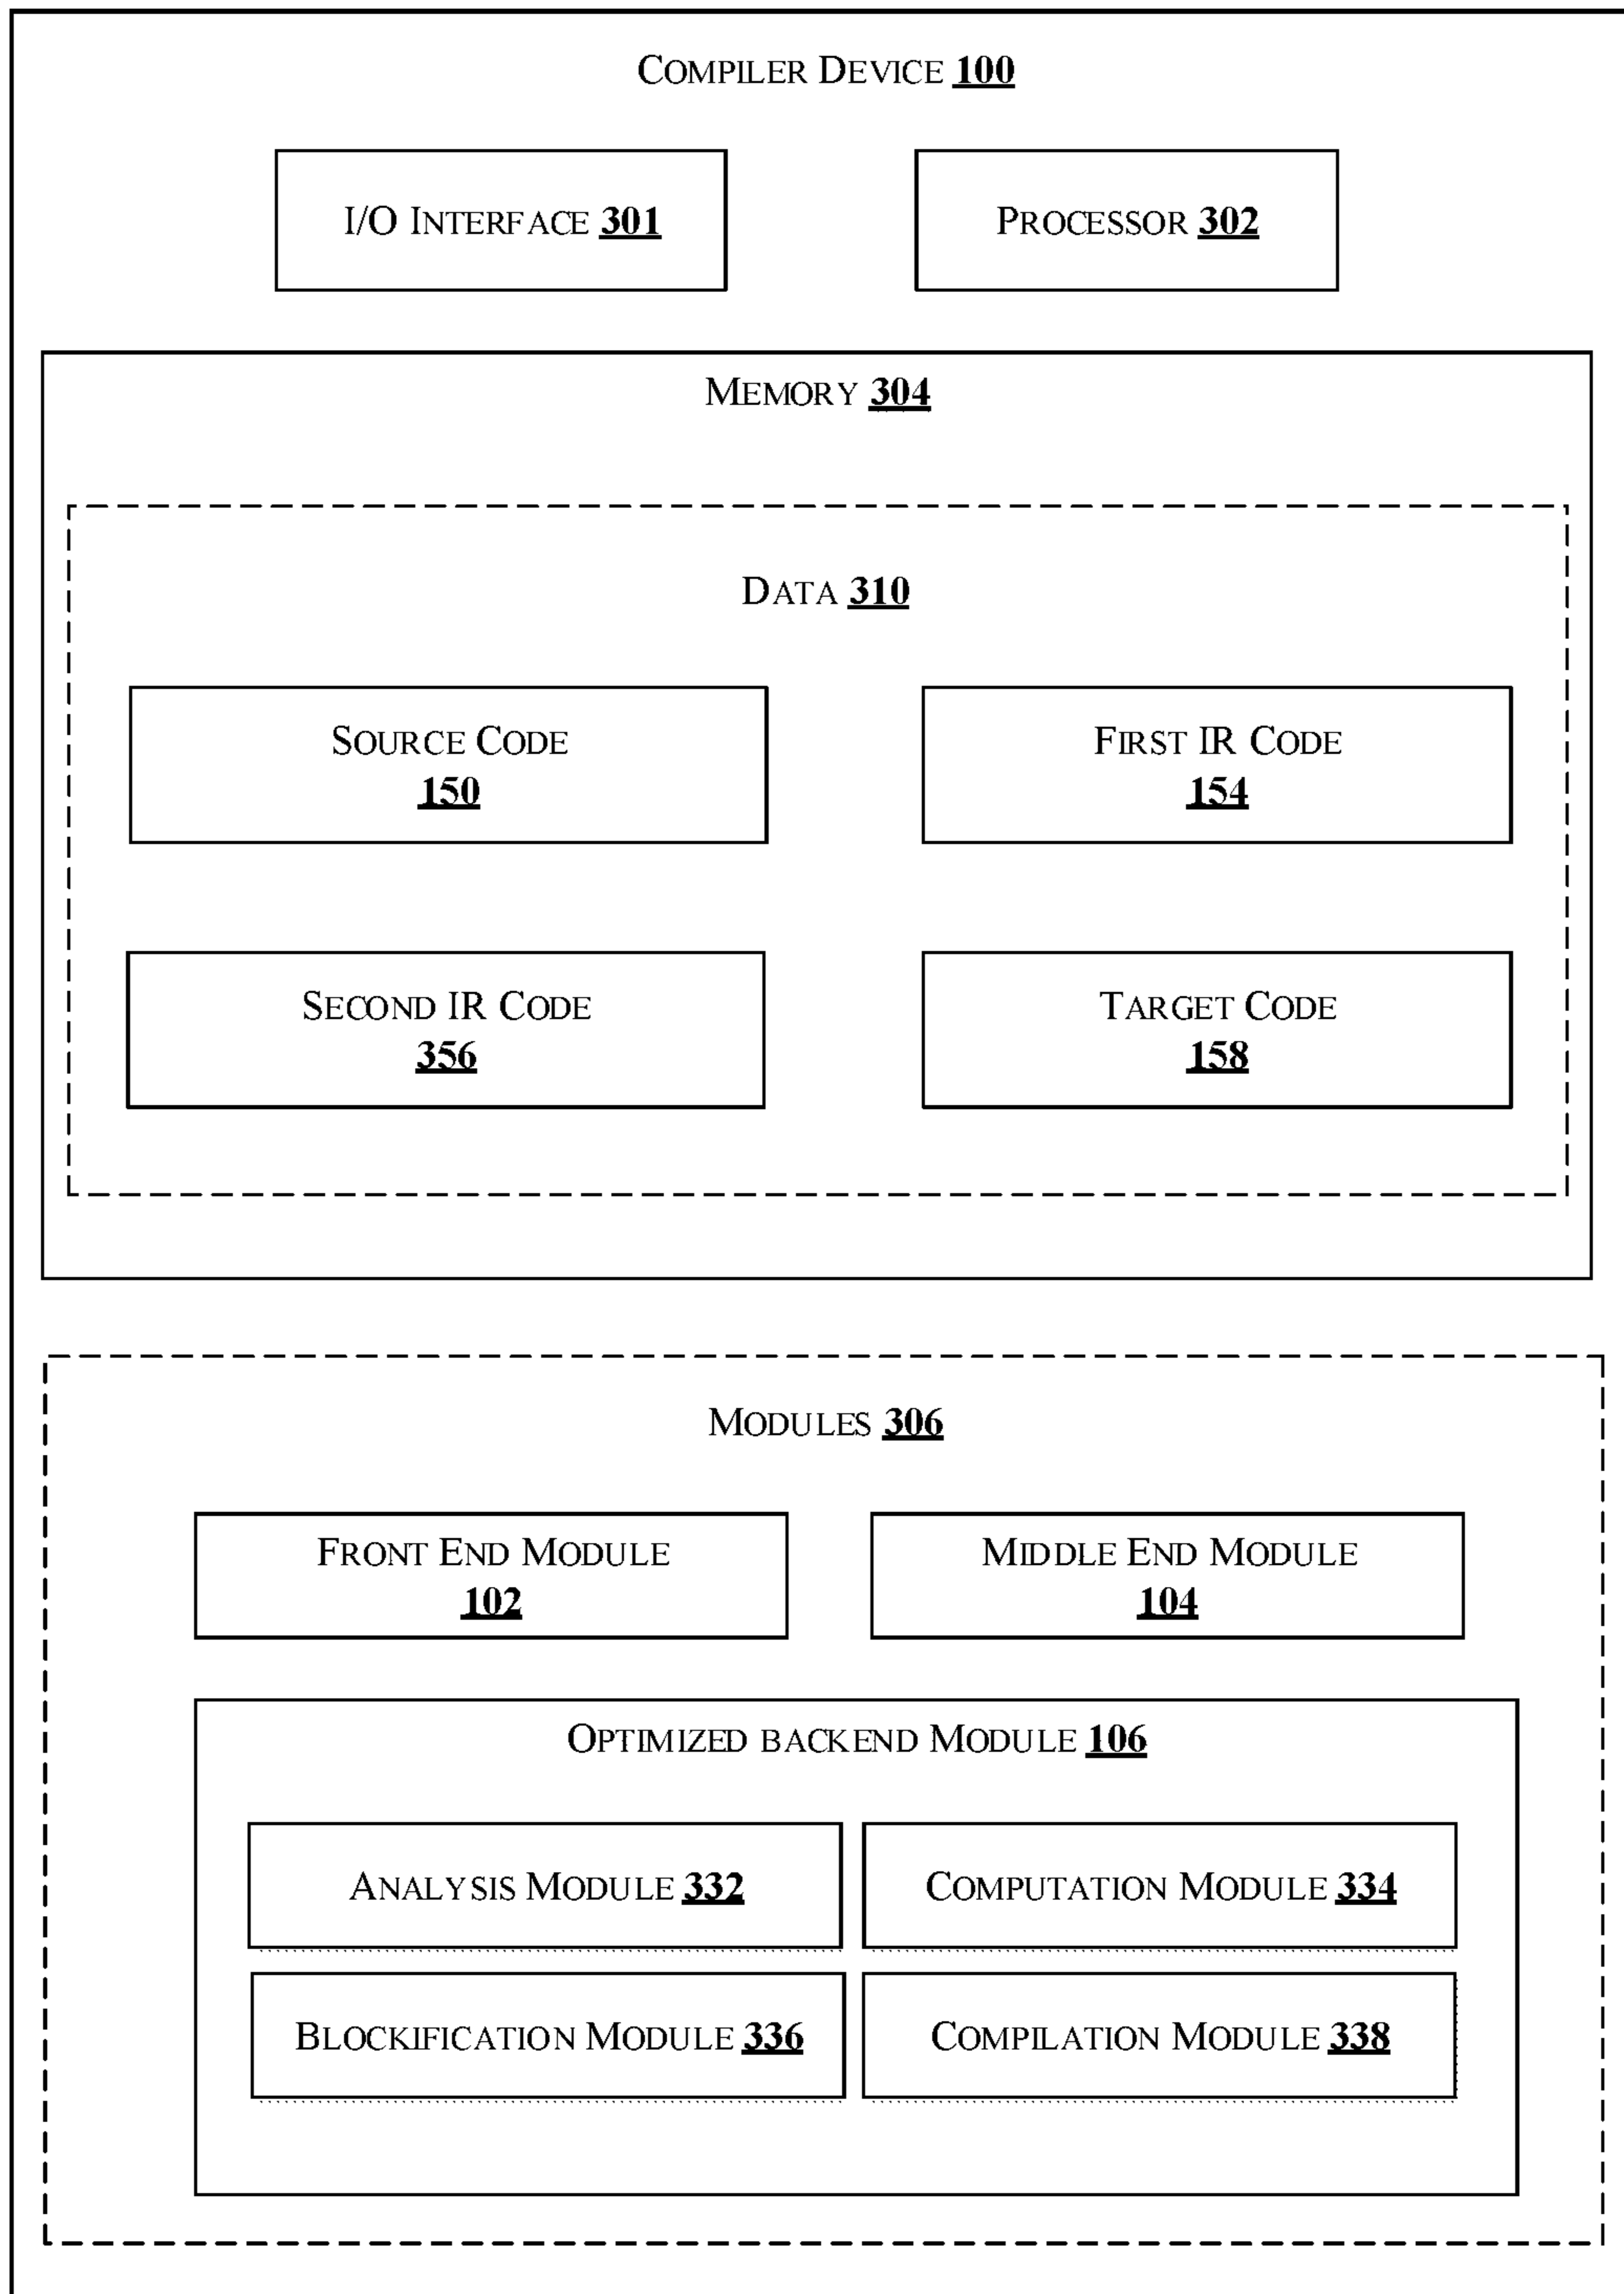 COMPILER DEVICE 100
I/O INTERFACE 301
PROCESSOR 302
MEMORY 304
DATA 310
SOURCE CODE
150
FIRST IR CODE
154
SECOND IR CODE
356
TARGET CODE
158
MODULES 306
FRONT END MODULE
102
MIDDLE END MODULE
104
OPTIMIZED BACKEND MODULE 106
ANALYSIS MODULE 332
COMPUTATION MODULE 334
BLOCKIFICATION MODULE 336
COMPILATION MODULE 338